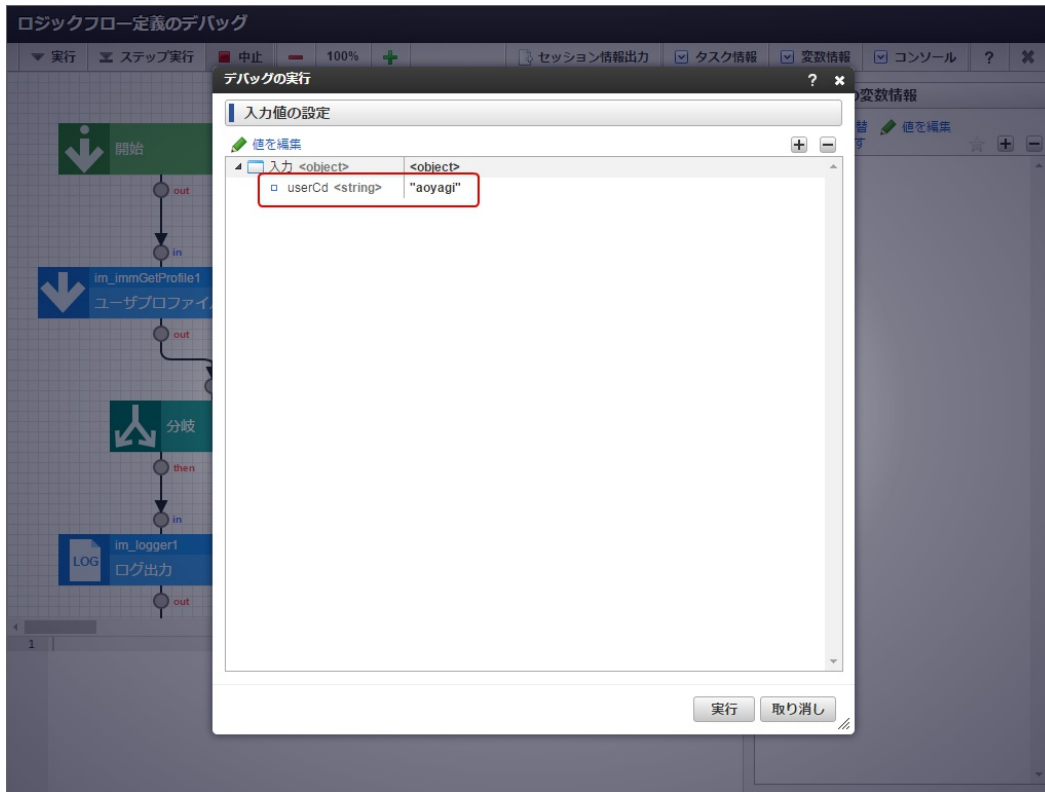 ロジックフロー定義のデバッグ
実行 ステップ実行 中止 100% セッション情報出力 タスク情報 変数情報 コンソール ?
デバッグの実行 ?
入力値の設定
値を編集
入力 <object> <object>
userCd <string> "aoyagi"
変数情報
替 値を編集
す
開始
out
in
im_immGetProfile1
ユーザプロファイ
out
分岐
then
in
im_logger1
LOG ログ出力
out
1
実行 取り消し